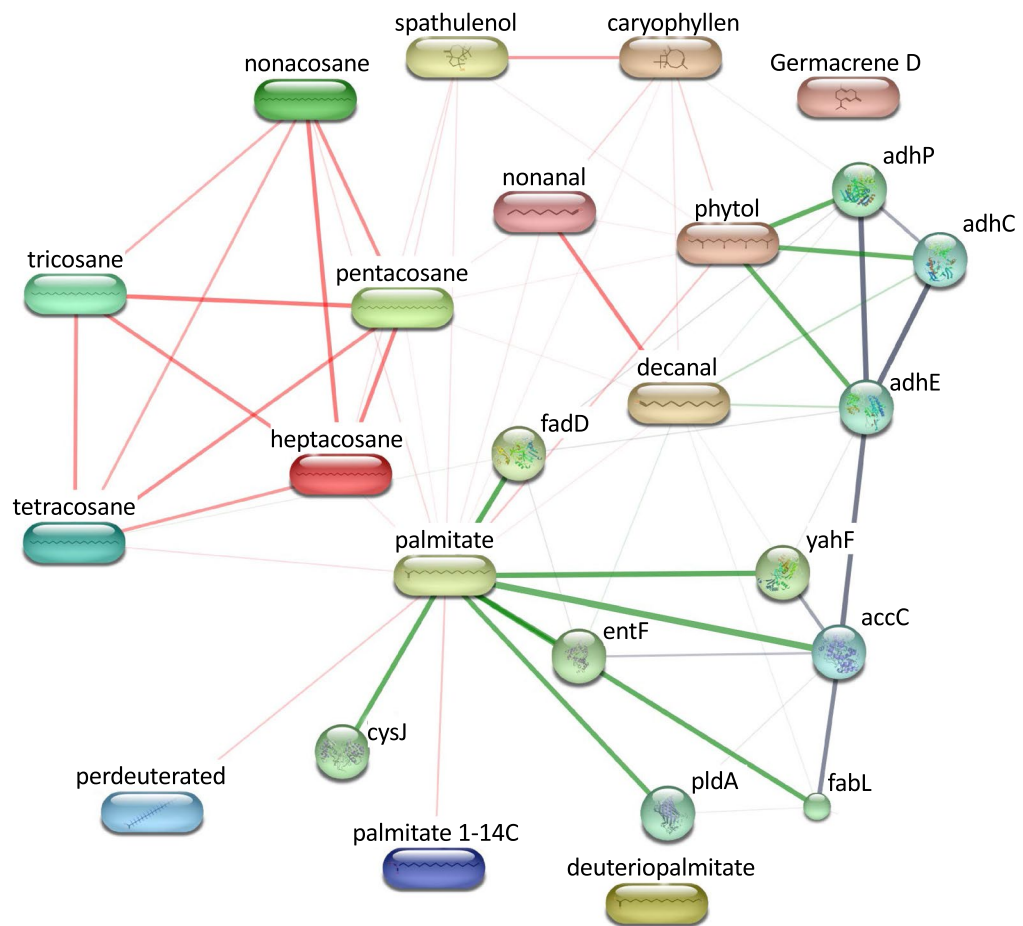 spathulenol
caryophyllen
nonacosane
Germacrene D
adhP
nonanal
phytol
adhC
tricosane
pentacosane
decanal
adhE
fadD
heptacosane
tetracosane
palmitate
yahF
entF
accC
cysJ
perdeuterated
pldA
fabL
palmitate 1-14C
deuteriopalmitate